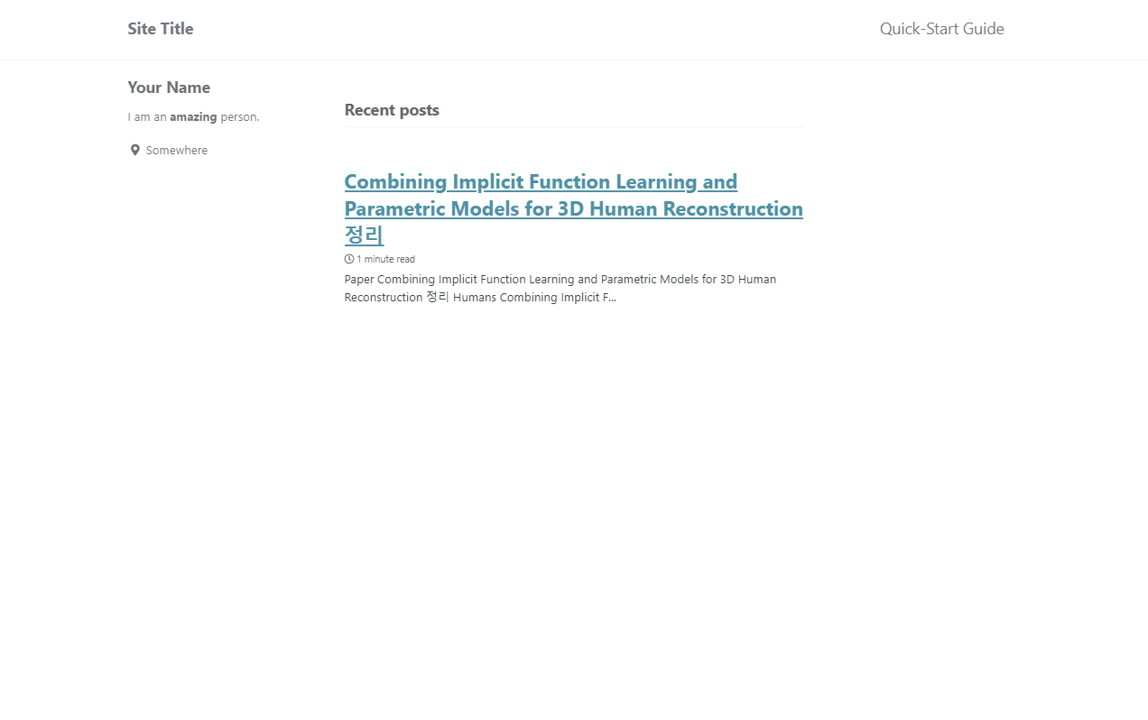 Site Title
Quick-Start Guide
Your Name
I am an amazing person.
Somewhere
Recent posts
Combining Implicit Function Learning and
Parametric Models for 3D Human Reconstruction
정리
1 minute read
Paper Combining Implicit Function Learning and Parametric Models for 3D Human
Reconstruction 정리 Humans Combining Implicit F...